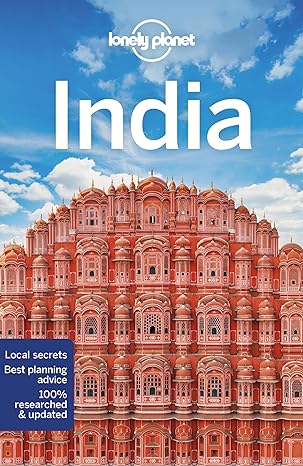 lonely planet
India
Local secrets
Best planning
advice
100%
researched
& updated